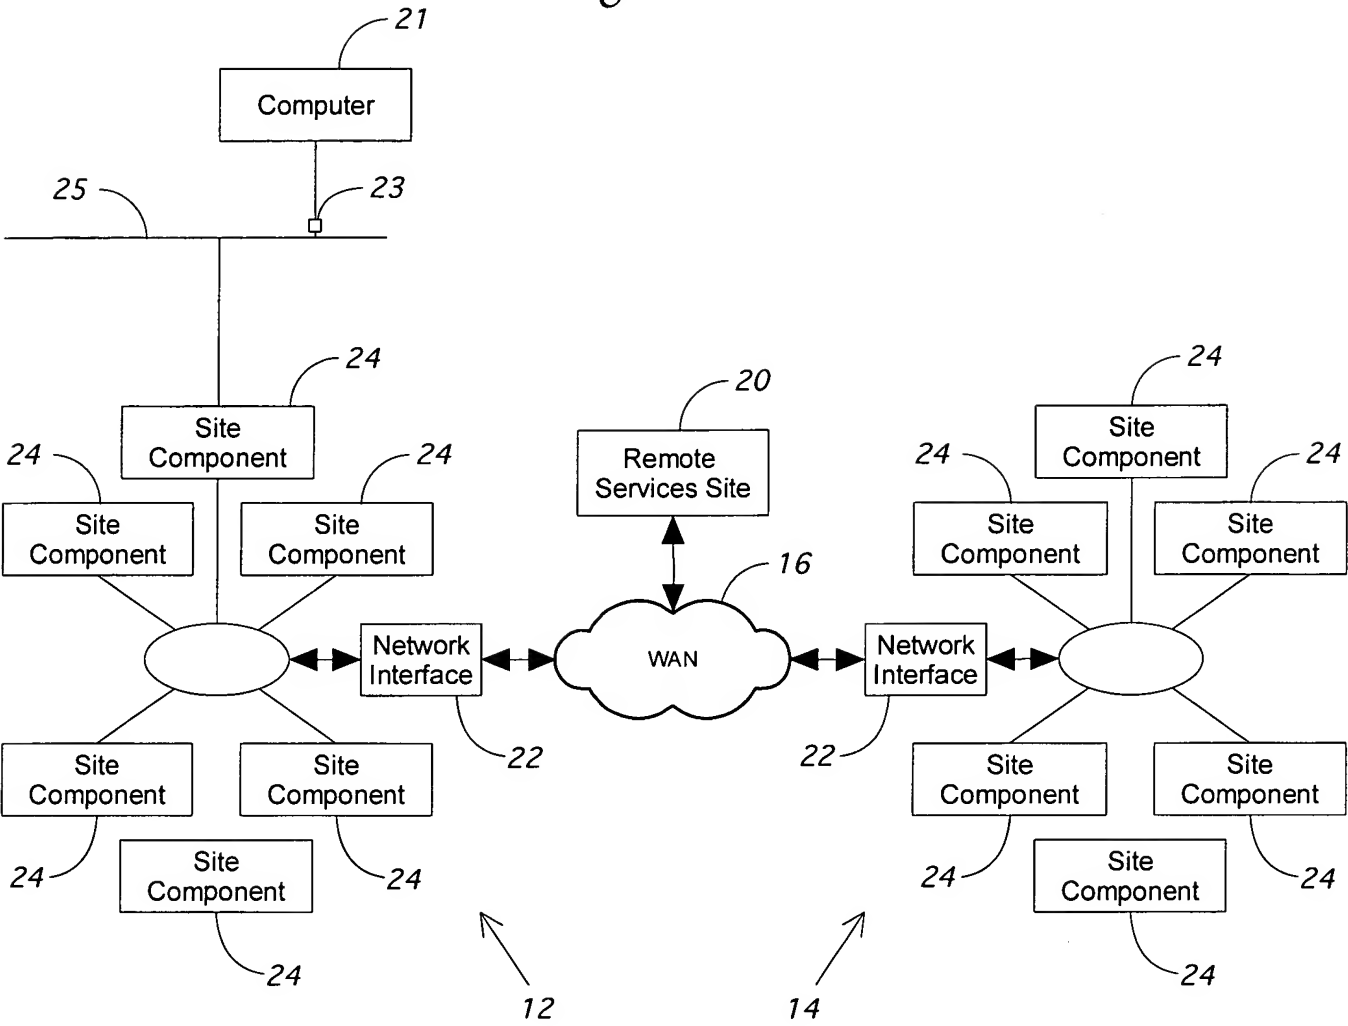 21
Computer
25
23
24
Site
Component
24
24
Site
Component
Site
Component
20
Remote
Services Site
24
Site
Component
24
24
Site
Component
Site
Component
16
Network
Interface
WAN
Network
Interface
22
22
Site
Component
Site
Component
Site
Component
Site
Component
24
Site
Component
24
24
Site
Component
24
24
24
12
14